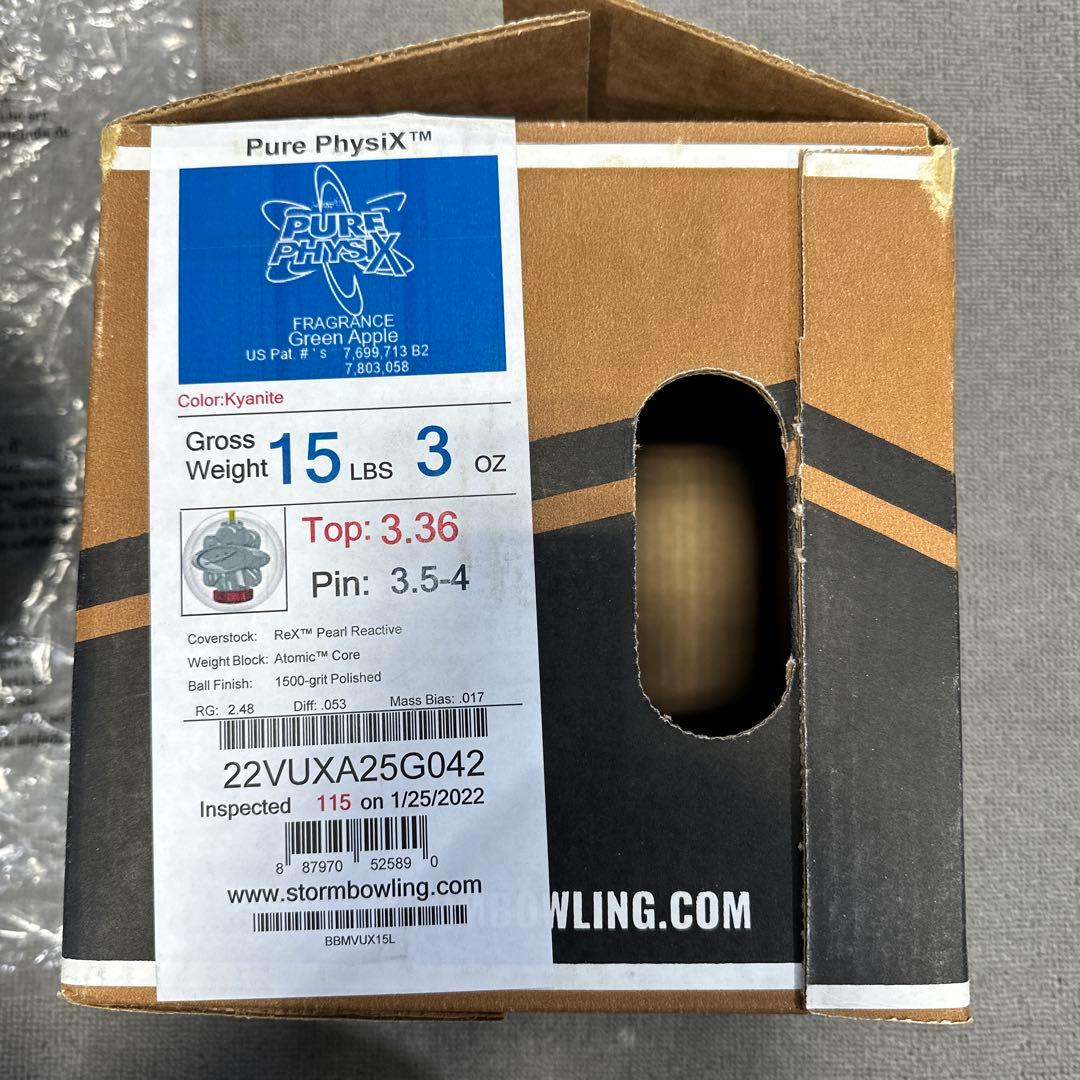 Pure PhysiX™
PURE
PHYSIX
FRAGRANCE
Green Apple
US Pat. # ' s 7,699,713 B2
7,803,058
Color:Kyanite
Gross
Weight 15 LBS 3 OZ
Top: 3.36
Pin: 3.5-4
Coverstock: ReX™ Pearl Reactive
Weight Block: Atomic™ Core
Ball Finish: 1500-grit Polished
RG: 2.48 Diff: .053 Mass Bias: .017
22VUXA25G042
Inspected 115 on 1/25/2022
8 87970 52589 0
www.stormbowling.com
BBMVUX15L
MBOWLING.COM